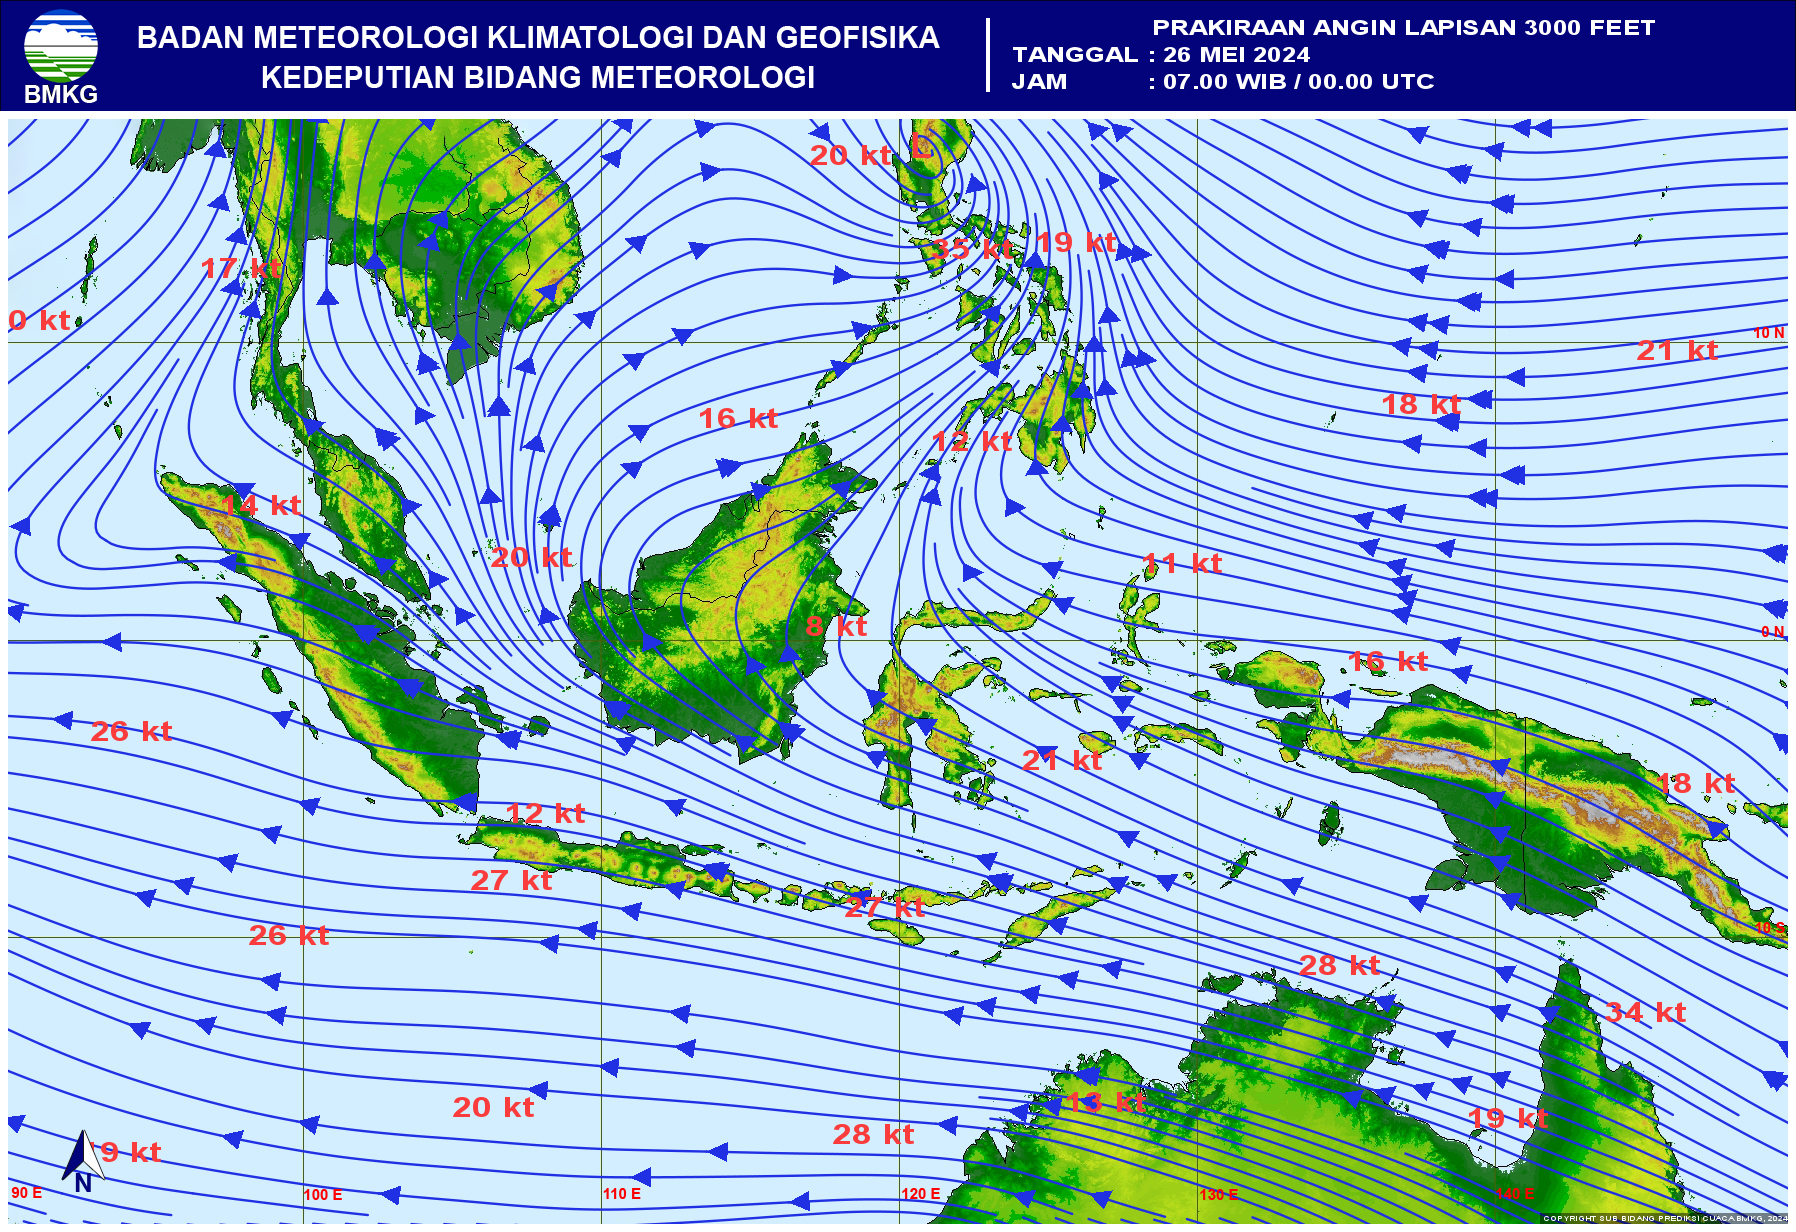 BADAN METEOROLOGI KLIMATOLOGI DAN GEOFISIKA
KEDEPUTIAN BIDANG METEOROLOGI
BMKG
PRAKIRAAN ANGIN LAPISAN 3000 FEET
TANGGAL : 26 MEI 2024
JAM : 07.00 WIB / 00.00 UTC
20 kt
L
35 kt
19 kt
17 kt
0 kt
10 N
21 kt
18 kt
16 kt
12 kt
14 kt
20 kt
11 kt
8 kt
0 N
16 kt
26 kt
21 kt
18 kt
12 kt
27 kt
27 kt
10 S
26 kt
28 kt
34 kt
13 kt
20 kt
19 kt
28 kt
9 kt
N
90 E
100 E
110 E
120 E
130 E
140 E
COPYRIGHT SUB BIDANG PREDIKSI CUACA BMKG, 2024